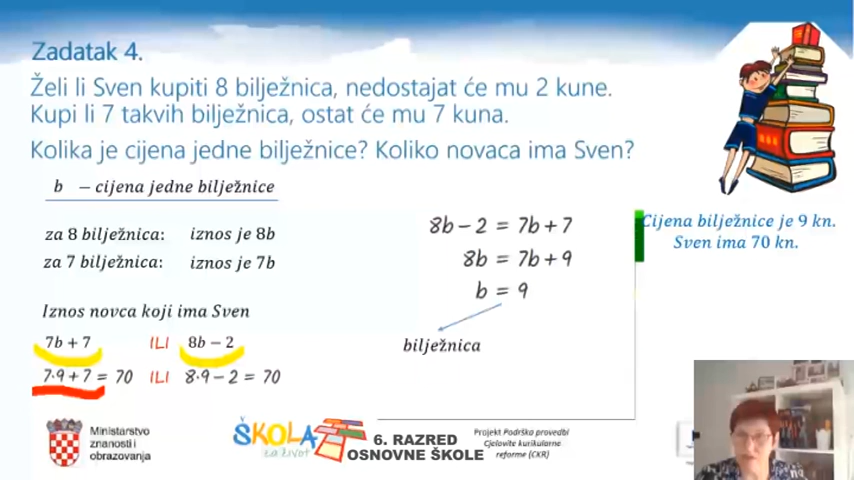 Zadatak 4.
Želi li Sven kupiti 8 bilježnica, nedostajat će mu 2 kune.
Kupi li 7 takvih bilježnica, ostat će mu 7 kuna.
Kolika je cijena jedne bilježnice? Koliko novaca ima Sven?
b – cijena jedne bilježnice
za 8 bilježnica: iznos je 8b
za 7 bilježnica: iznos je 7b
Iznos novca koji ima Sven
7b + 7 ILI 8b − 2
7·9 + 7 = 70 ILI 8·9 − 2 = 70
8b − 2 = 7b + 7
8b = 7b + 9
b = 9
bilježnica
Cijena bilježnice je 9 kn.
Sven ima 70 kn.
Ministarstvo
znanosti i
obrazovanja
ŠKOLA
za život
6. RAZRED
OSNOVNE ŠKOLE
Projekt Podrška provedbi
Cjelovite kurikularne
reforme (CKR)